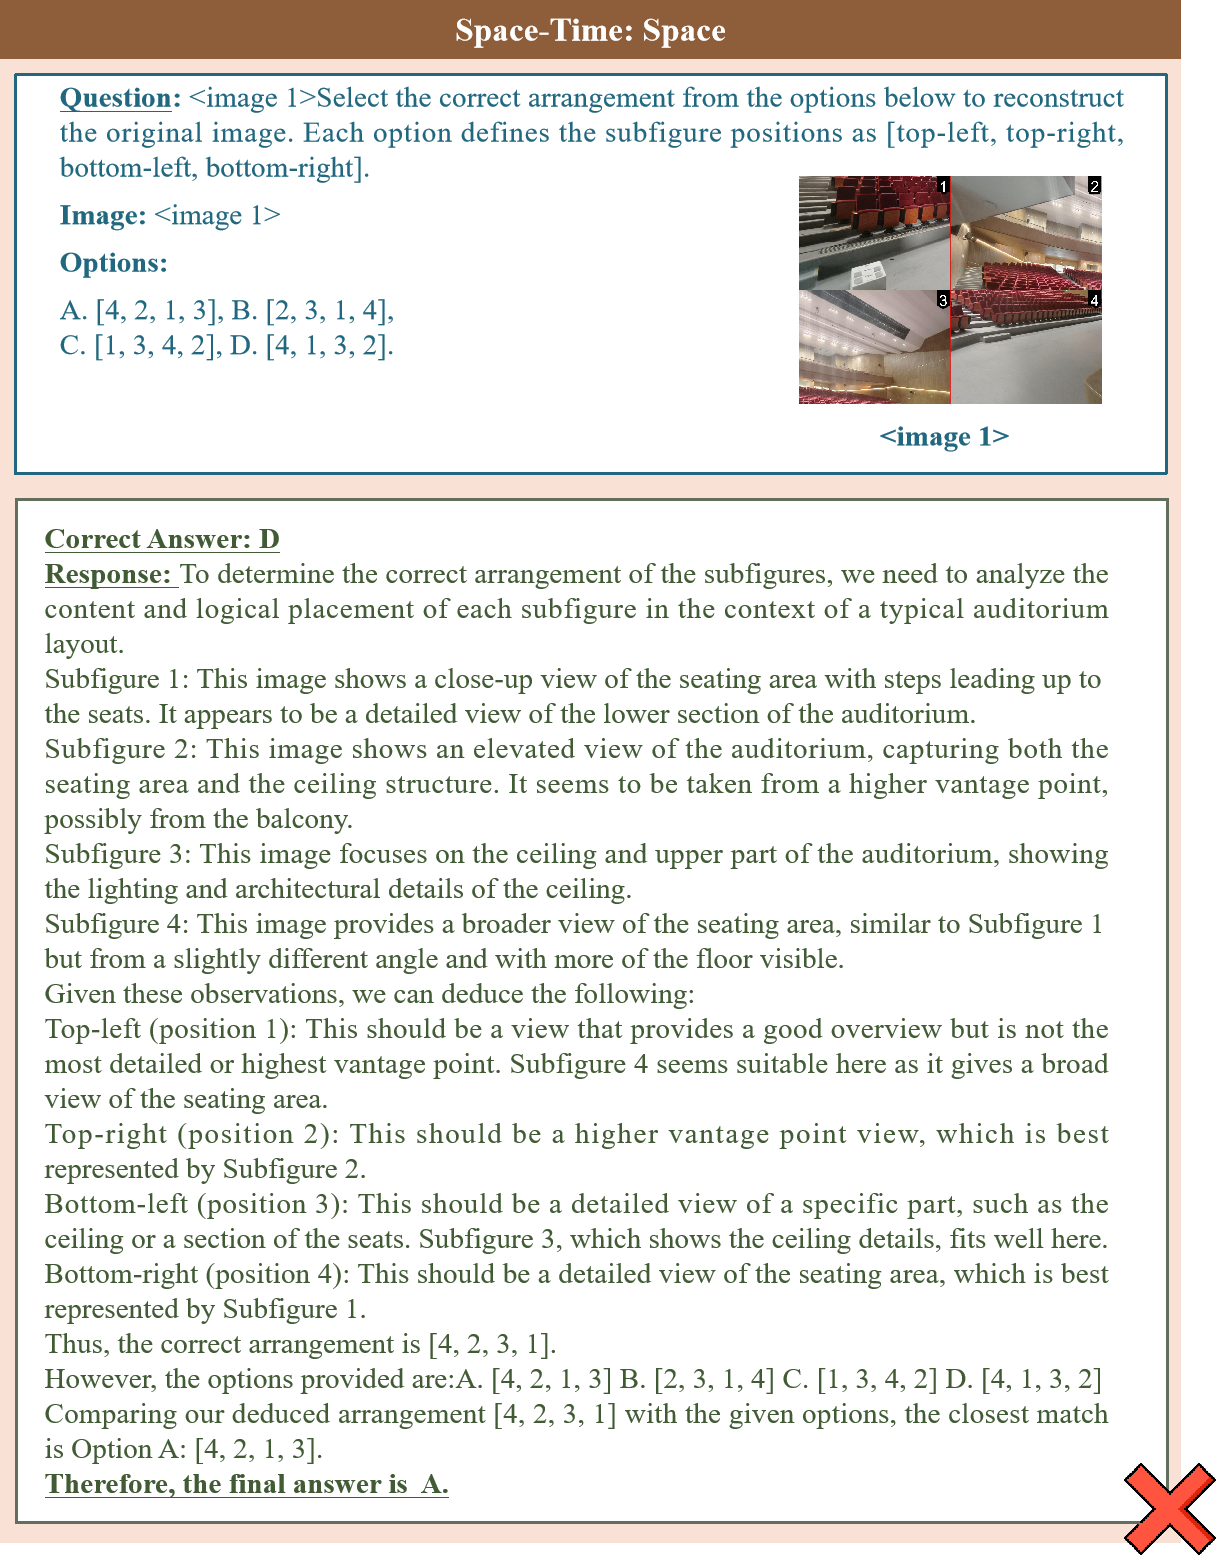 Space-Time: Space
Question: <image 1>Select the correct arrangement from the options below to reconstruct
the original image. Each option defines the subfigure positions as [top-left, top-right,
bottom-left, bottom-right].
Image: <image 1>
Options:
A. [4, 2, 1, 3], B. [2, 3, 1, 4],
C. [1, 3, 4, 2], D. [4, 1, 3, 2].
1
2
3
4
<image 1>
Correct Answer: D
Response: To determine the correct arrangement of the subfigures, we need to analyze the
content and logical placement of each subfigure in the context of a typical auditorium
layout.
Subfigure 1: This image shows a close-up view of the seating area with steps leading up to
the seats. It appears to be a detailed view of the lower section of the auditorium.
Subfigure 2: This image shows an elevated view of the auditorium, capturing both the
seating area and the ceiling structure. It seems to be taken from a higher vantage point,
possibly from the balcony.
Subfigure 3: This image focuses on the ceiling and upper part of the auditorium, showing
the lighting and architectural details of the ceiling.
Subfigure 4: This image provides a broader view of the seating area, similar to Subfigure 1
but from a slightly different angle and with more of the floor visible.
Given these observations, we can deduce the following:
Top-left (position 1): This should be a view that provides a good overview but is not the
most detailed or highest vantage point. Subfigure 4 seems suitable here as it gives a broad
view of the seating area.
Top-right (position 2): This should be a higher vantage point view, which is best
represented by Subfigure 2.
Bottom-left (position 3): This should be a detailed view of a specific part, such as the
ceiling or a section of the seats. Subfigure 3, which shows the ceiling details, fits well here.
Bottom-right (position 4): This should be a detailed view of the seating area, which is best
represented by Subfigure 1.
Thus, the correct arrangement is [4, 2, 3, 1].
However, the options provided are:A. [4, 2, 1, 3] B. [2, 3, 1, 4] C. [1, 3, 4, 2] D. [4, 1, 3, 2]
Comparing our deduced arrangement [4, 2, 3, 1] with the given options, the closest match
is Option A: [4, 2, 1, 3].
Therefore, the final answer is A.